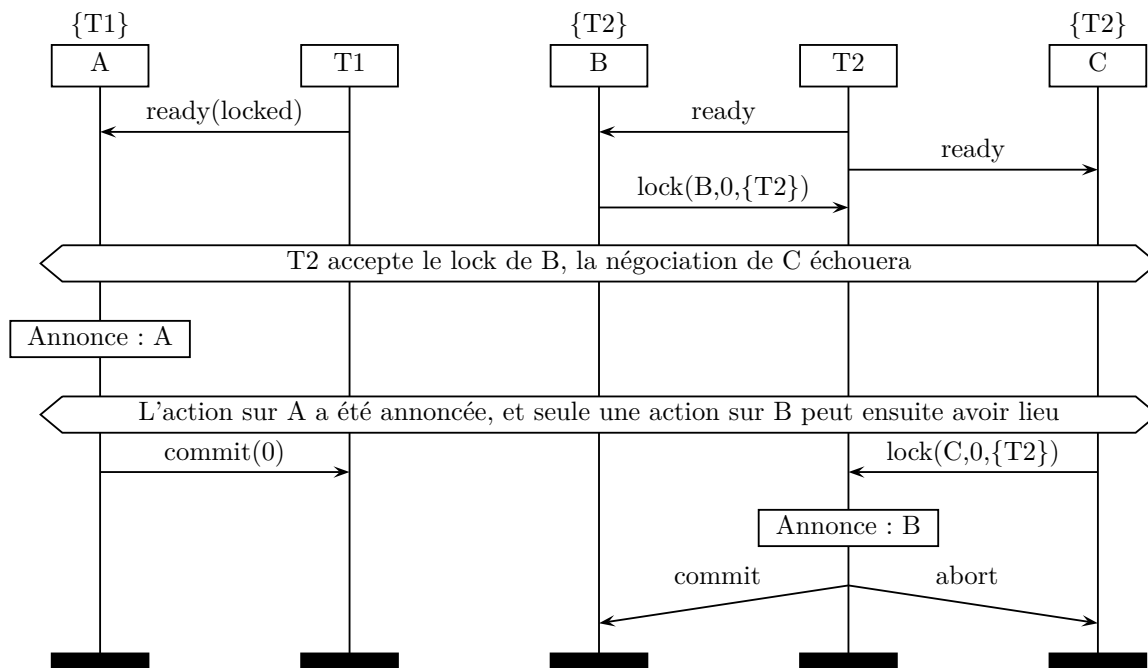 {T1} {T2} {T2}
A T1 B T2 C
ready(locked) ready
ready
lock(B,0,{T2})
T2 accepte le lock de B, la négociation de C échouera
Annonce : A
L'action sur A a été annoncée, et seule une action sur B peut ensuite avoir lieu
commit(0) lock(C,0,{T2})
Annonce : B
commit abort